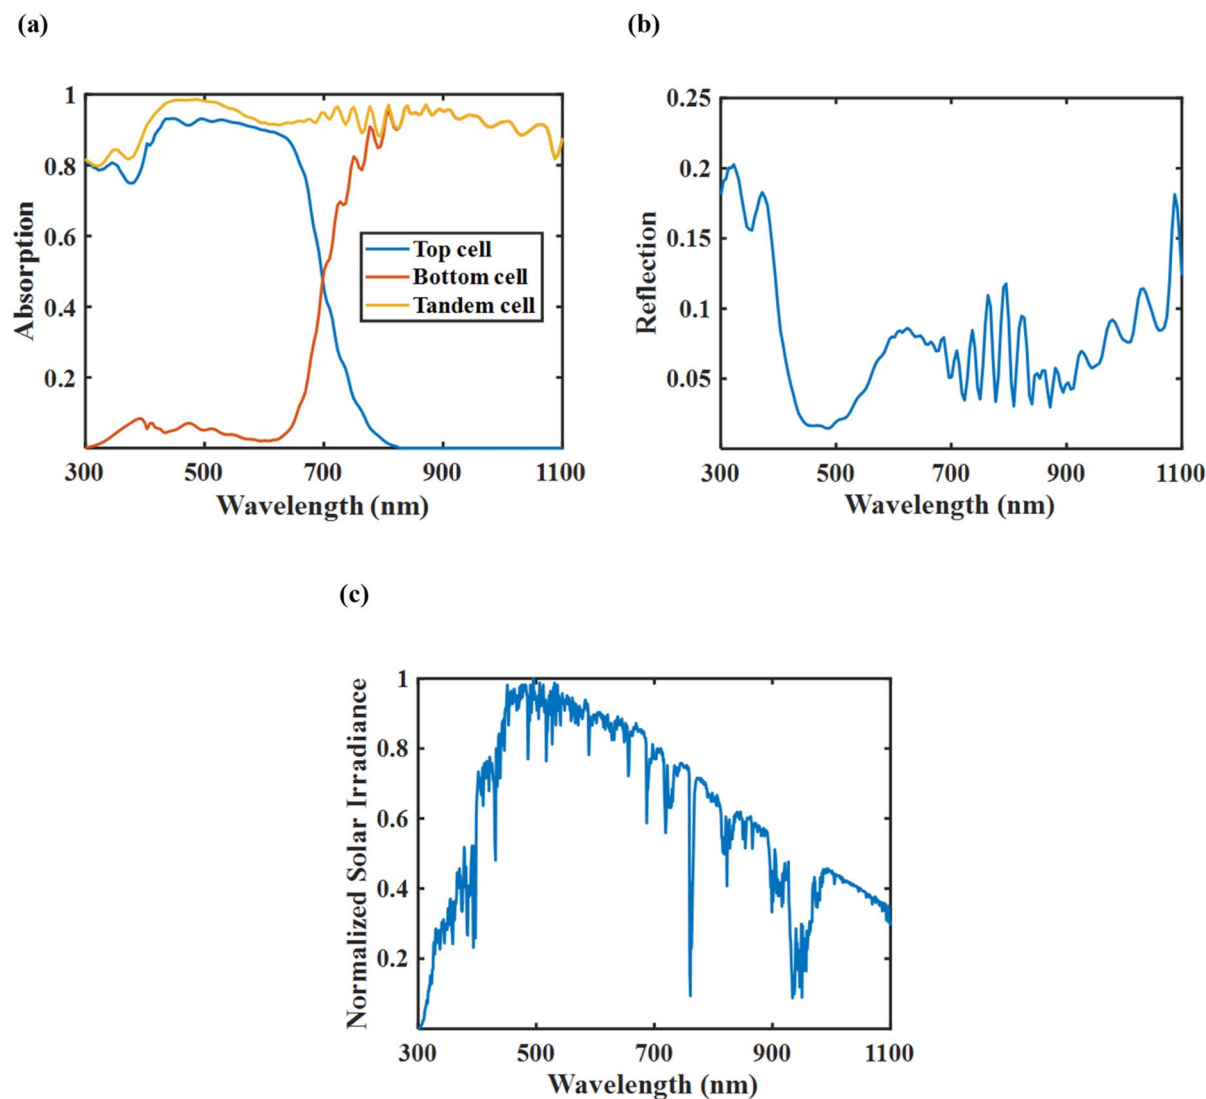 (a)
1
0.8
0.6
0.4
0.2
300
500
700
900
1100
Absorption
Wavelength (nm)
Top cell
Bottom cell
Tandem cell
(b)
0.25
0.2
0.15
0.1
0.05
300
500
700
900
1100
Reflection
Wavelength (nm)
(c)
1
0.8
0.6
0.4
0.2
300
500
700
900
1100
Normalized Solar Irradiance
Wavelength (nm)